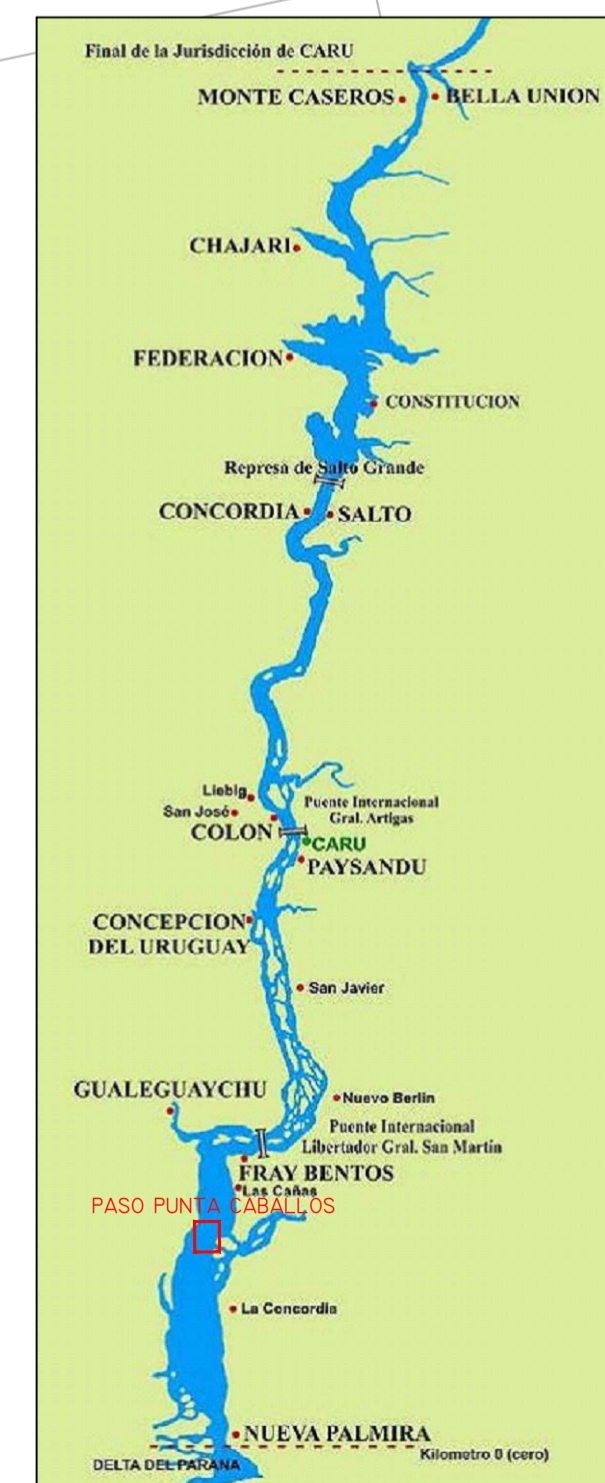 Final de la Jurisdicción de CARU
MONTE CASEROS
BELLA UNION
CHAJARI
FEDERACION
CONSTITUCION
Represa de Salto Grande
CONCORDIA
SALTO
Liebig
San José
COLON
Puente Internacional
Gral. Artigas
CARU
PAYSANDU
CONCEPCION
DEL URUGUAY
San Javier
GUALEGUAYCHU
Nuevo Berlin
Puente Internacional
Libertador Gral. San Martín
FRAY BENTOS
Las Cañas
PASO PUNTA CABALLOS
La Concordia
NUEVA PALMIRA
Kilometro 0 (cero)
DELTA DEL PARANA